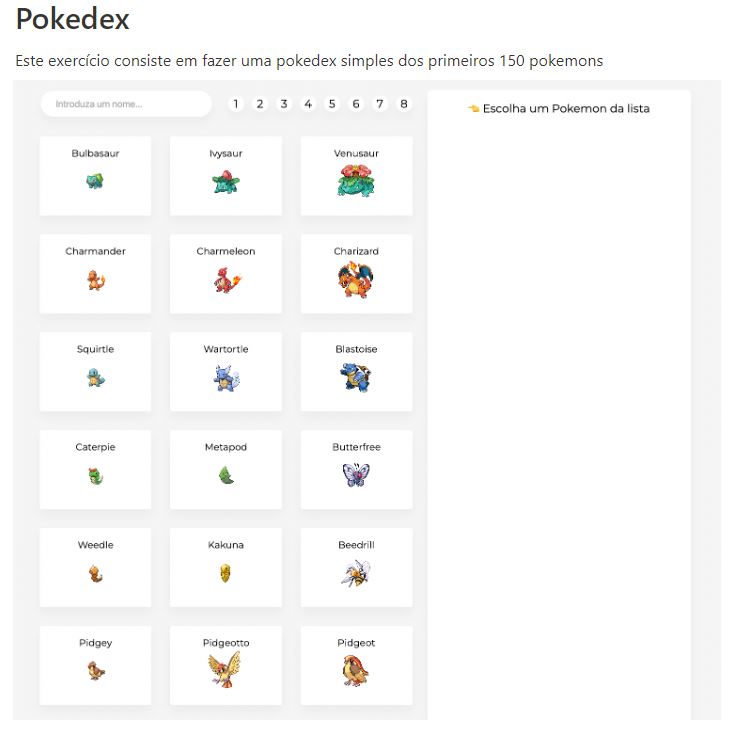 Pokedex
Este exercício consiste em fazer uma pokedex simples dos primeiros 150 pokemons
Introduza um nome...
1 2 3 4 5 6 7 8
👈 Escolha um Pokemon da lista
Bulbasaur Ivysaur Venusaur
Charmander Charmeleon Charizard
Squirtle Wartortle Blastoise
Caterpie Metapod Butterfree
Weedle Kakuna Beedrill
Pidgey Pidgeotto Pidgeot